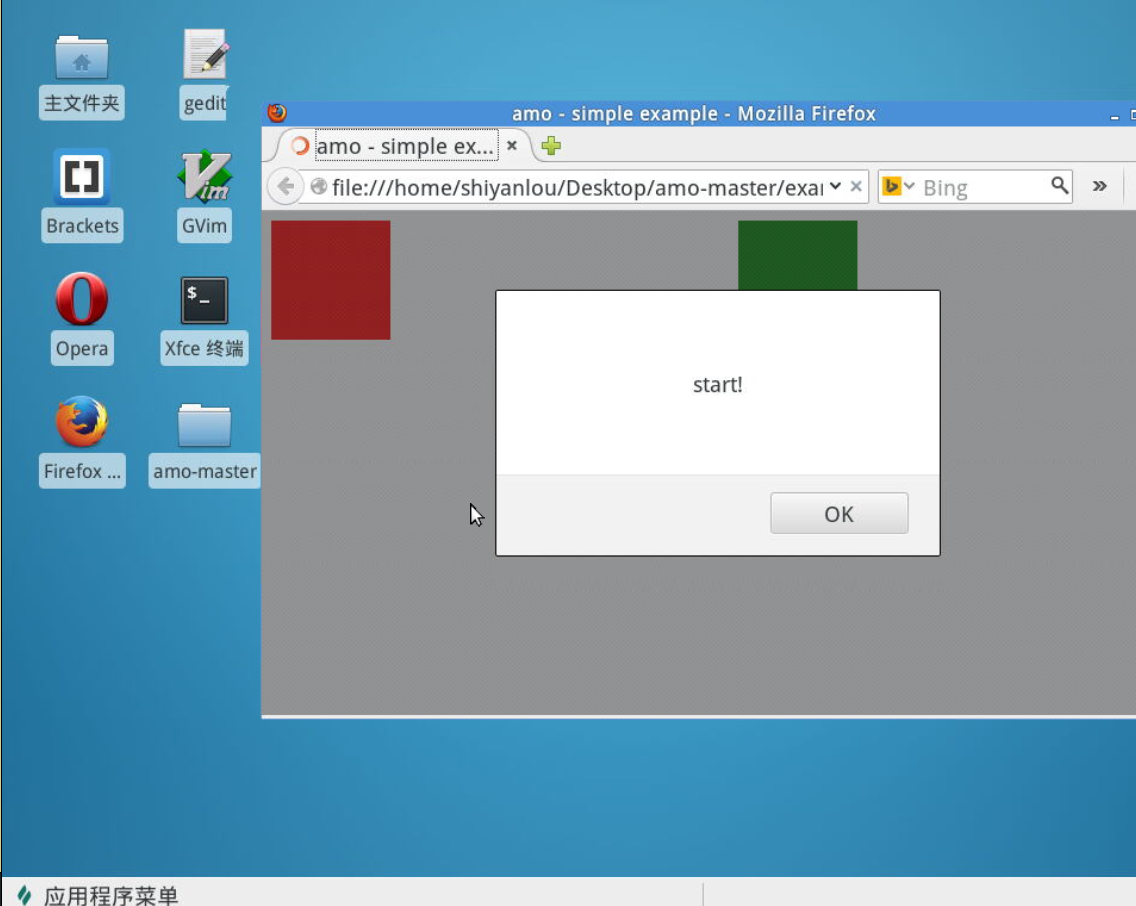 主文件夹
gedit
Brackets
GVim
Opera
$_
Xfce 终端
Firefox ...
amo-master
amo - simple example - Mozilla Firefox
amo - simple ex...
file:///home/shiyanlou/Desktop/amo-master/exa
Bing
start!
OK
应用程序菜单